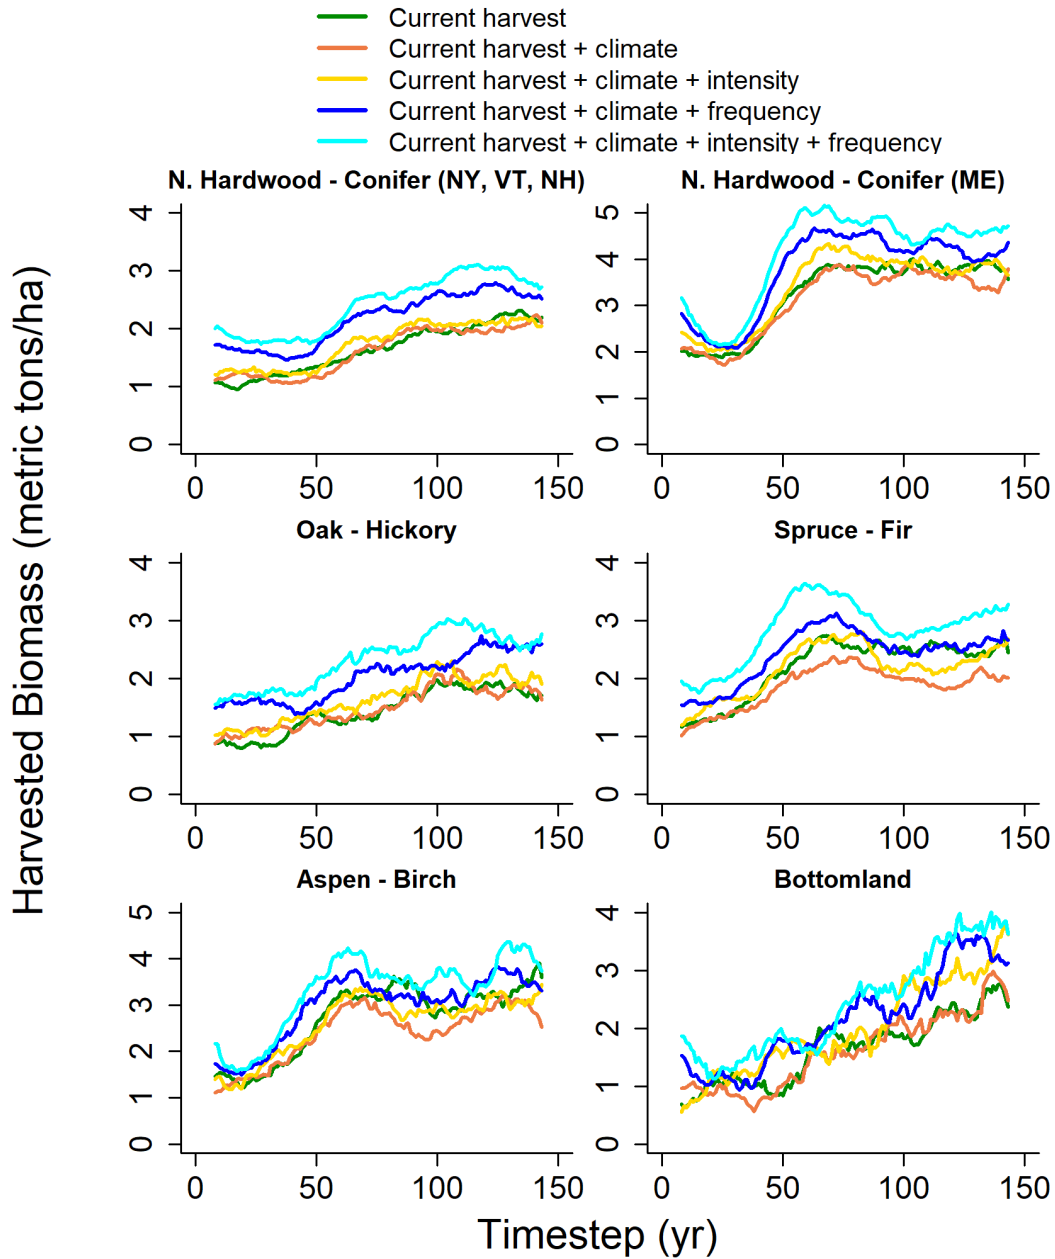 Current harvest
Current harvest + climate
Current harvest + climate + intensity
Current harvest + climate + frequency
Current harvest + climate + intensity + frequency
Harvested Biomass (metric tons/ha)
N. Hardwood - Conifer (NY, VT, NH)
4
3
2
1
0
0 50 100 150
N. Hardwood - Conifer (ME)
5
4
3
2
1
0
0 50 100 150
Oak - Hickory
4
3
2
1
0
0 50 100 150
Spruce - Fir
4
3
2
1
0
0 50 100 150
Aspen - Birch
5
4
3
2
1
0
0 50 100 150
Bottomland
4
3
2
1
0
0 50 100 150
Timestep (yr)